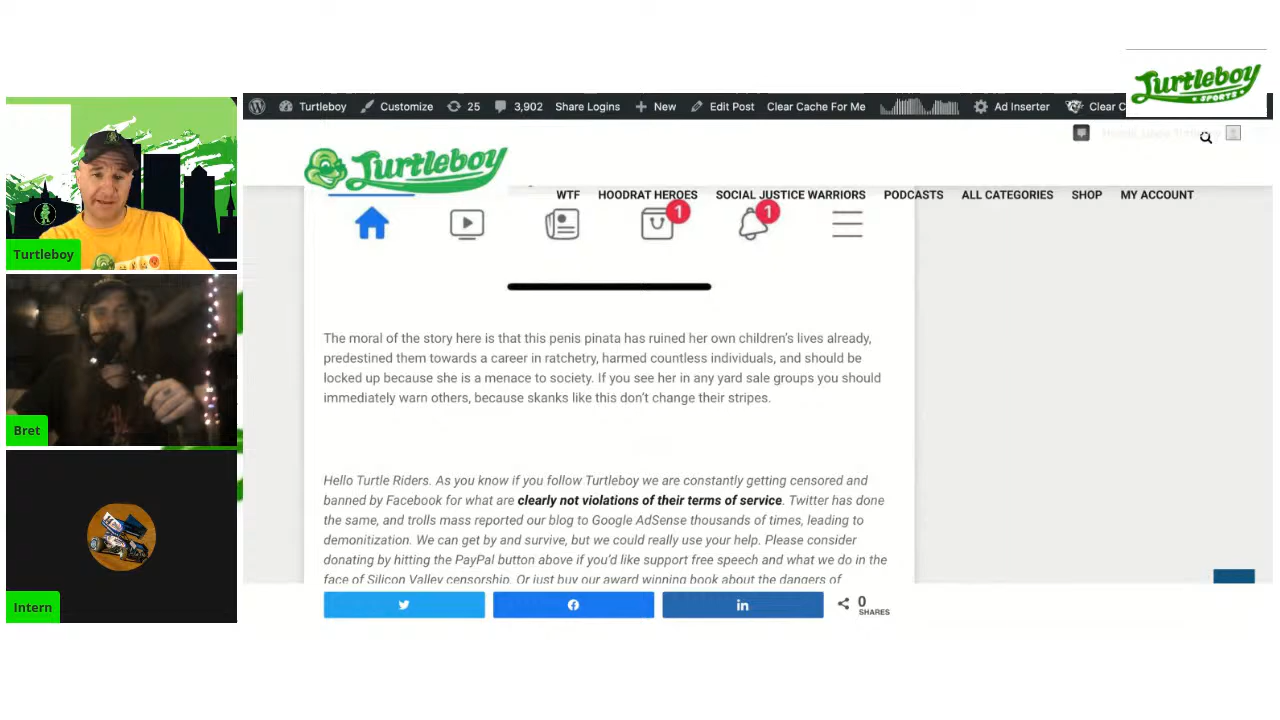 Turtleboy
SPORTS
Turtleboy Customize 25 3,902 Share Logins New Edit Post Clear Cache For Me Ad Inserter Clear C
Turtleboy
WTF HOODRAT HEROES SOCIAL JUSTICE WARRIORS PODCASTS ALL CATEGORIES SHOP MY ACCOUNT
1 1
Turtleboy
The moral of the story here is that this penis pinata has ruined her own children's lives already,
predestined them towards a career in ratchetry, harmed countless individuals, and should be
locked up because she is a menace to society. If you see her in any yard sale groups you should
immediately warn others, because skanks like this don't change their stripes.
Bret
Hello Turtle Riders. As you know if you follow Turtleboy we are constantly getting censored and
banned by Facebook for what are clearly not violations of their terms of service. Twitter has done
the same, and trolls mass reported our blog to Google AdSense thousands of times, leading to
demonitization. We can get by and survive, but we could really use your help. Please consider
donating by hitting the PayPal button above if you'd like support free speech and what we do in the
face of Silicon Valley censorship. Or just buy our award winning book about the dangers of
Intern
0
SHARES